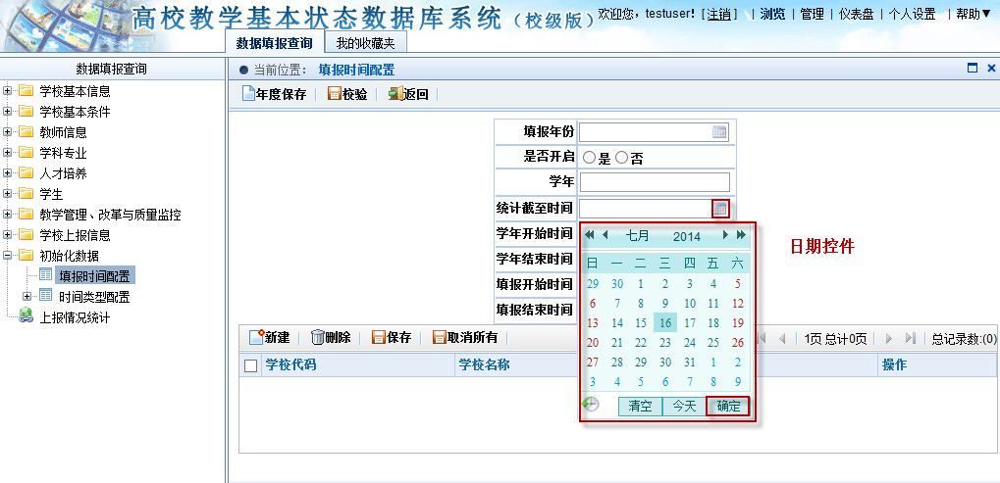 高校教学基本状态数据库系统（校级版）
欢迎您，testuser! [注销] | 浏览 | 管理 | 仪表盘 | 个人设置 | 帮助▼
数据填报查询 我的收藏夹
数据填报查询
学校基本信息
学校基本条件
教师信息
学科专业
人才培养
学生
教学管理、改革与质量监控
学校上报信息
初始化数据
填报时间配置
时间类型配置
上报情况统计
当前位置： 填报时间配置
年度保存 校验 返回
填报年份
是否开启 是 否
学年
统计截至时间
学年开始时间
学年结束时间
填报开始时间
填报结束时间
七月 2014
日 一 二 三 四 五 六
29 30 1 2 3 4 5
6 7 8 9 10 11 12
13 14 15 16 17 18 19
20 21 22 23 24 25 26
27 28 29 30 31 1 2
3 4 5 6 7 8 9
清空 今天 确定
日期控件
新建 删除 保存 取消所有 1页 总计0页 总记录数:(0)
学校代码 学校名称 操作